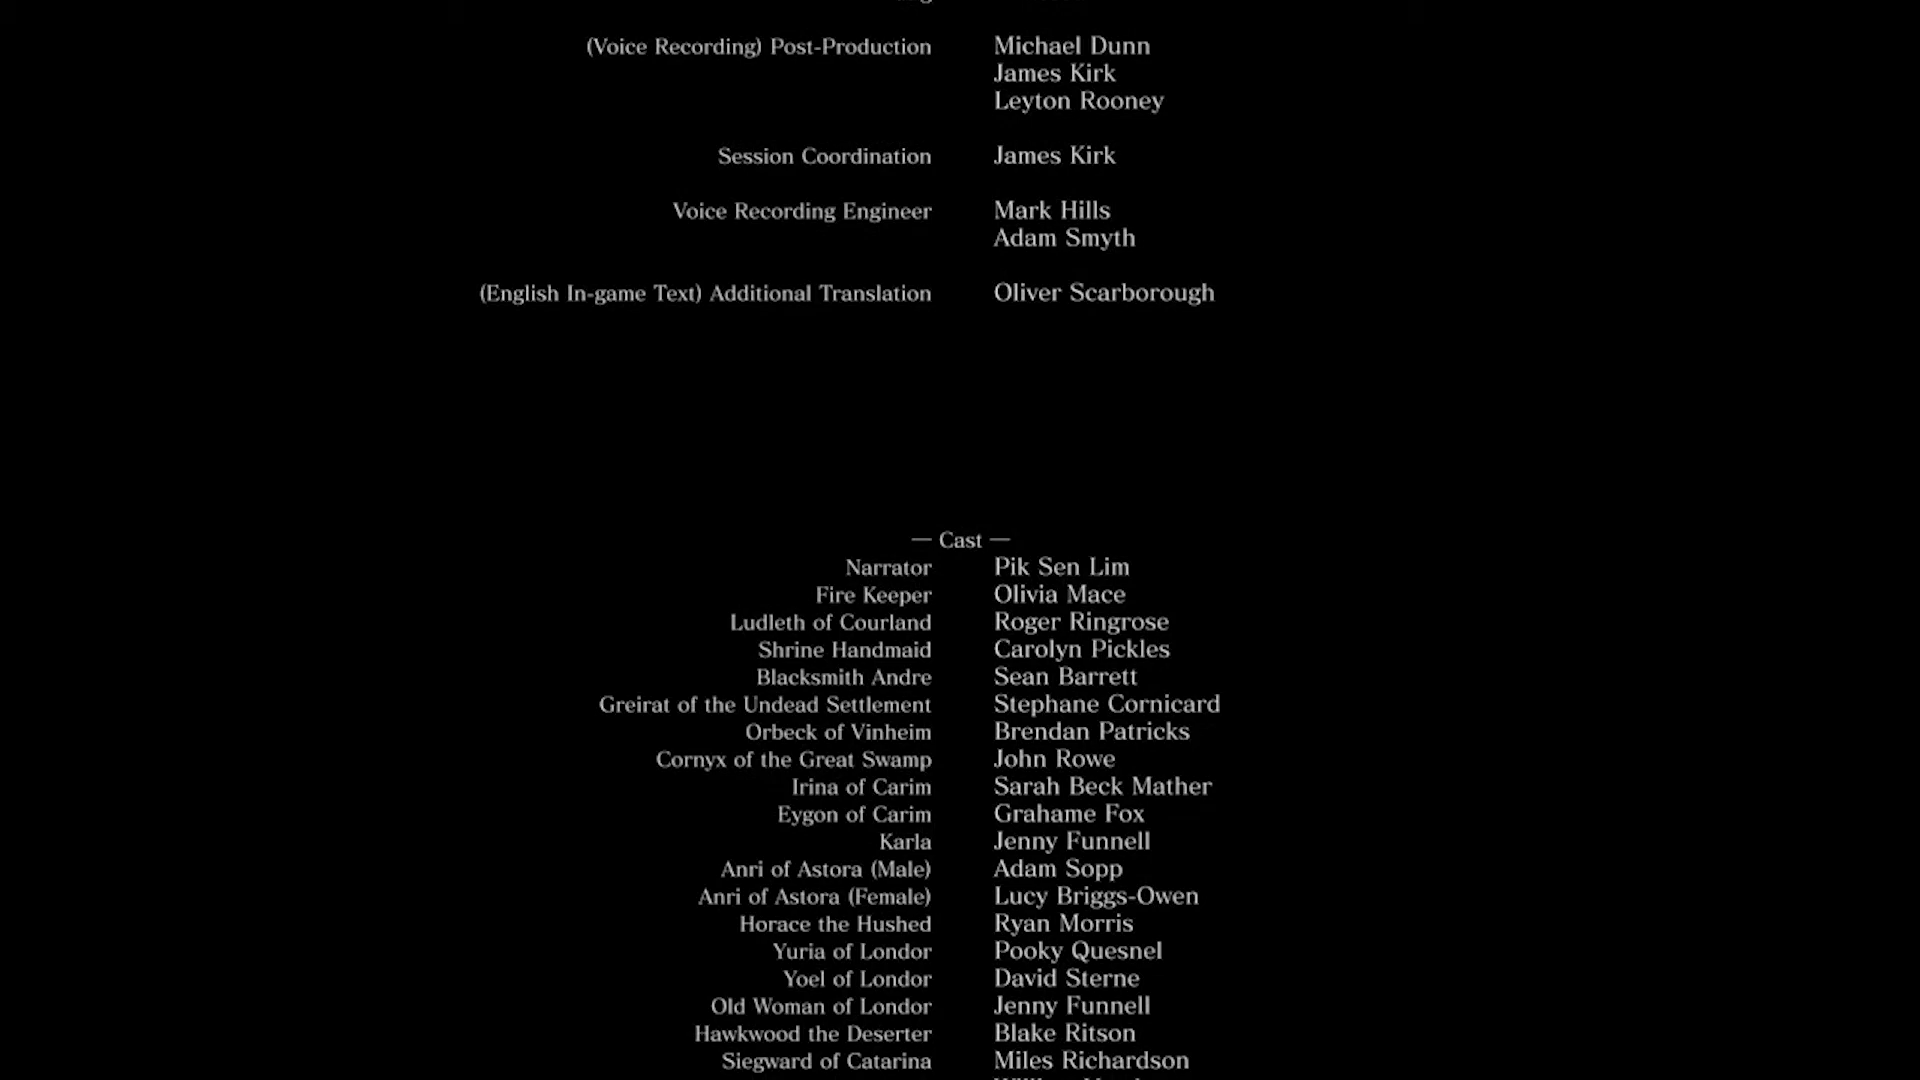 (Voice Recording) Post-Production Michael Dunn
James Kirk
Leyton Rooney
Session Coordination James Kirk
Voice Recording Engineer Mark Hills
Adam Smyth
(English In-game Text) Additional Translation Oliver Scarborough
— Cast —
Narrator Pik Sen Lim
Fire Keeper Olivia Mace
Ludleth of Courland Roger Ringrose
Shrine Handmaid Carolyn Pickles
Blacksmith Andre Sean Barrett
Greirat of the Undead Settlement Stephane Cornicard
Orbeck of Vinheim Brendan Patricks
Cornyx of the Great Swamp John Rowe
Irina of Carim Sarah Beck Mather
Eygon of Carim Grahame Fox
Karla Jenny Funnell
Anri of Astora (Male) Adam Sopp
Anri of Astora (Female) Lucy Briggs-Owen
Horace the Hushed Ryan Morris
Yuria of Londor Pooky Quesnel
Yoel of Londor David Sterne
Old Woman of Londor Jenny Funnell
Hawkwood the Deserter Blake Ritson
Siegward of Catarina Miles Richardson